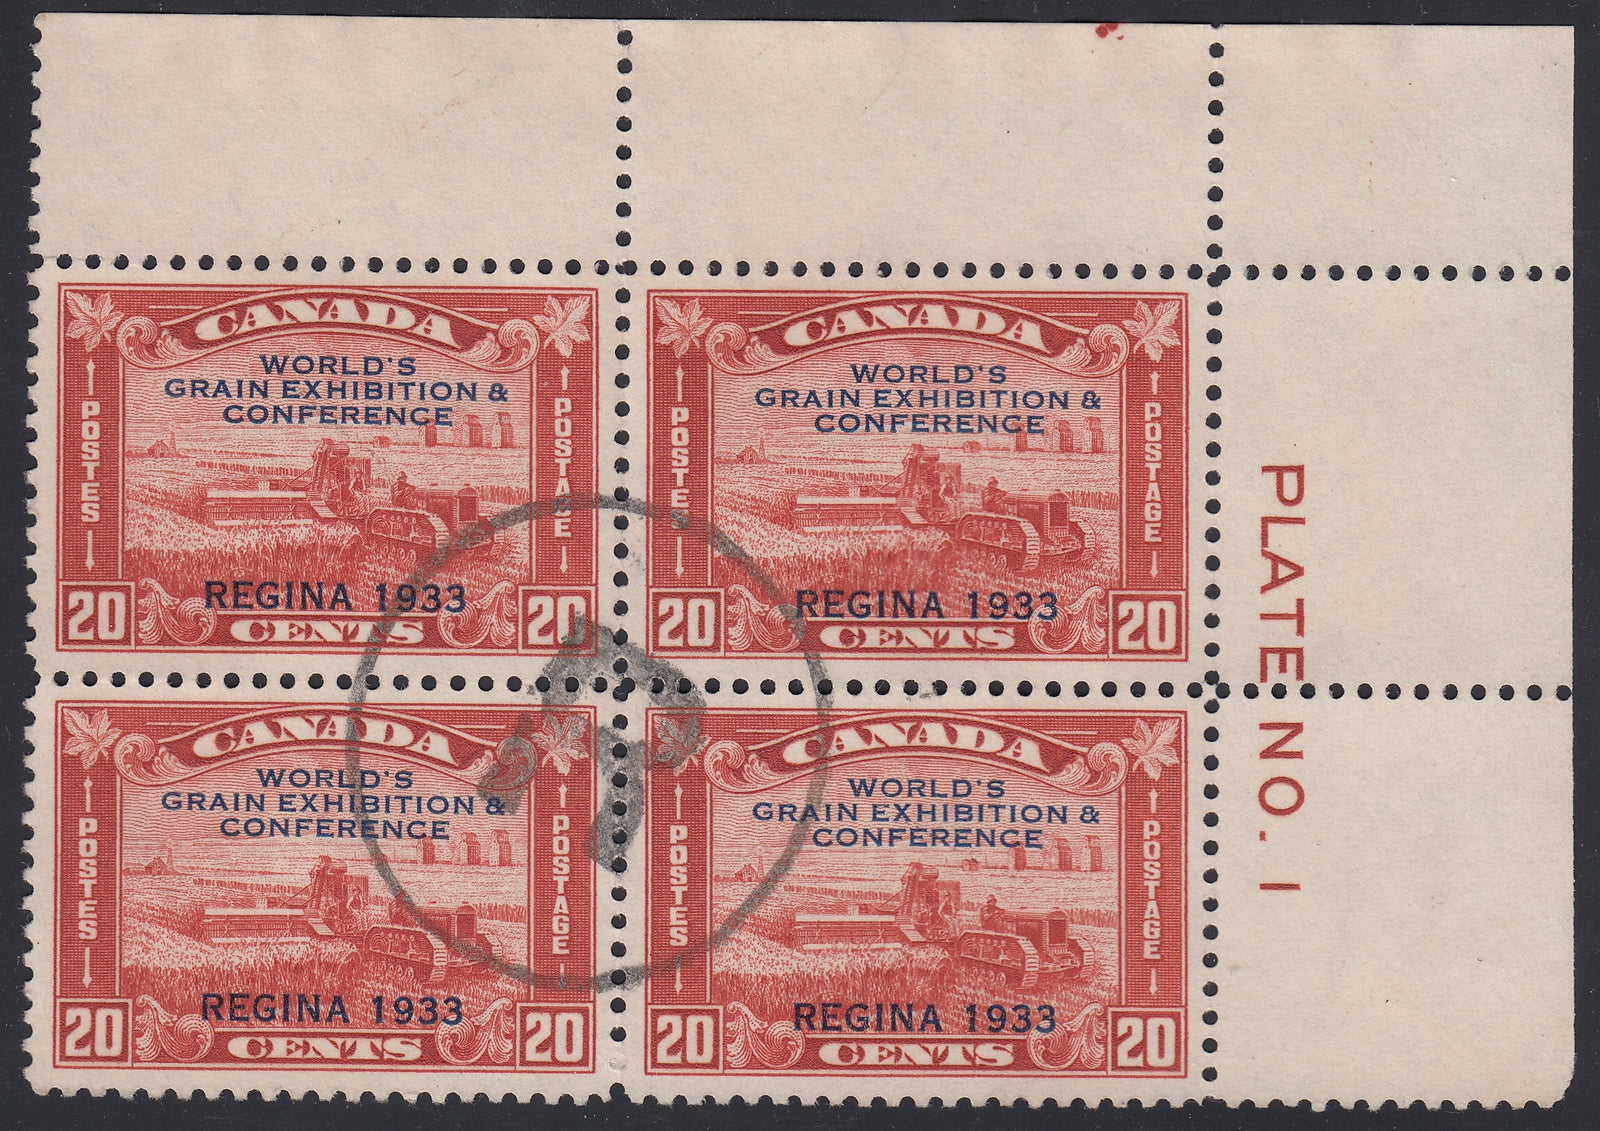 CANADA
WORLD'S
GRAIN EXHIBITION &
CONFERENCE
POSTES
POSTAGE
REGINA 1933
20 CENTS 20
CANADA
WORLD'S
GRAIN EXHIBITION &
CONFERENCE
POSTES
POSTAGE
REGINA 1933
20 CENTS 20
CANADA
WORLD'S
GRAIN EXHIBITION &
CONFERENCE
POSTES
POSTAGE
REGINA 1933
20 CENTS 20
CANADA
WORLD'S
GRAIN EXHIBITION &
CONFERENCE
POSTES
POSTAGE
REGINA 1933
20 CENTS 20
PLATE NO. 1